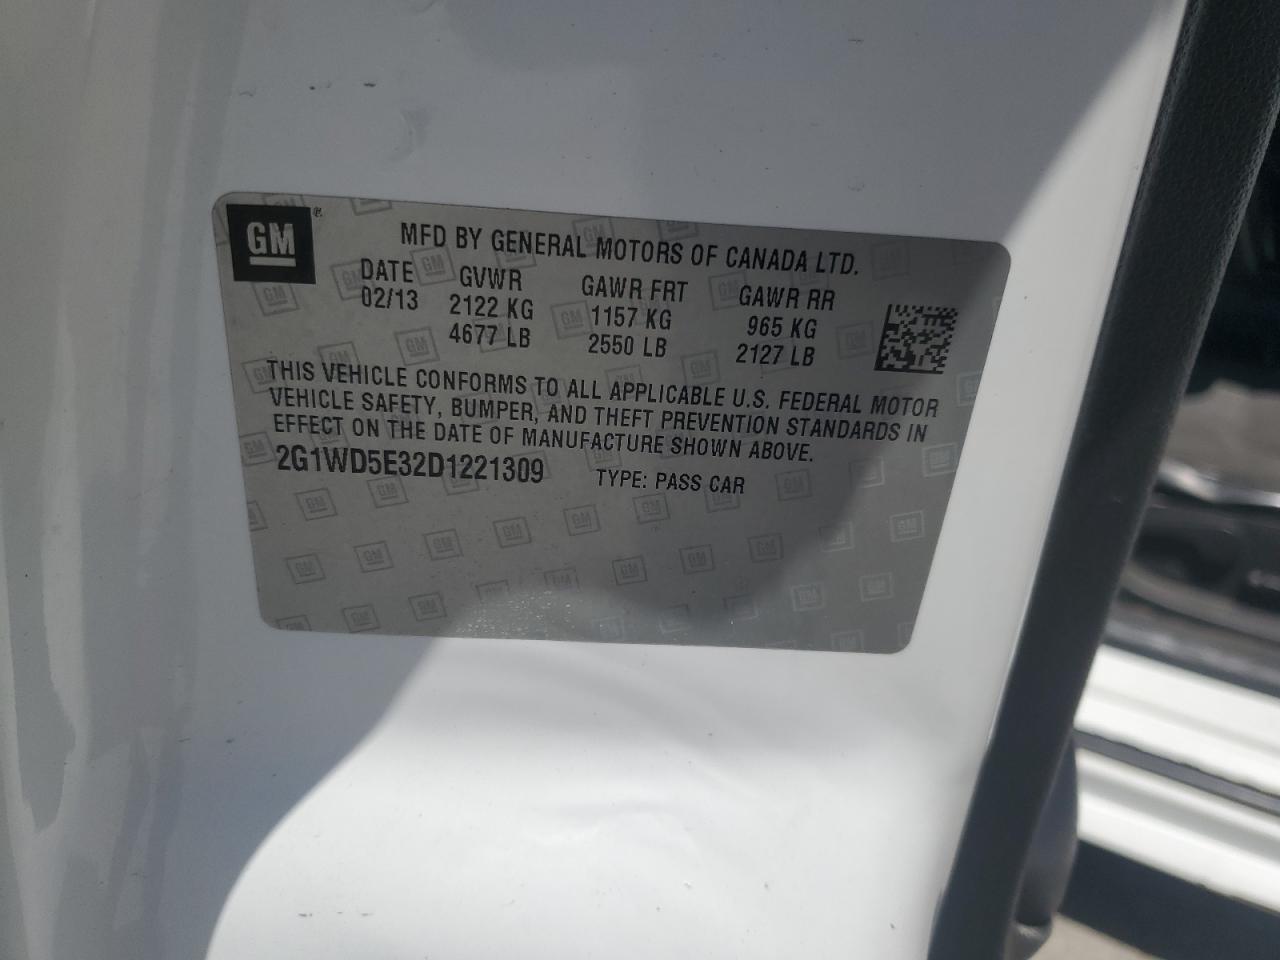 GM ®
MFD BY GENERAL MOTORS OF CANADA LTD.
DATE GVWR GAWR FRT GAWR RR
02/13 2122 KG 1157 KG 965 KG
4677 LB 2550 LB 2127 LB
THIS VEHICLE CONFORMS TO ALL APPLICABLE U.S. FEDERAL MOTOR
VEHICLE SAFETY, BUMPER, AND THEFT PREVENTION STANDARDS IN
EFFECT ON THE DATE OF MANUFACTURE SHOWN ABOVE.
2G1WD5E32D1221309 TYPE: PASS CAR